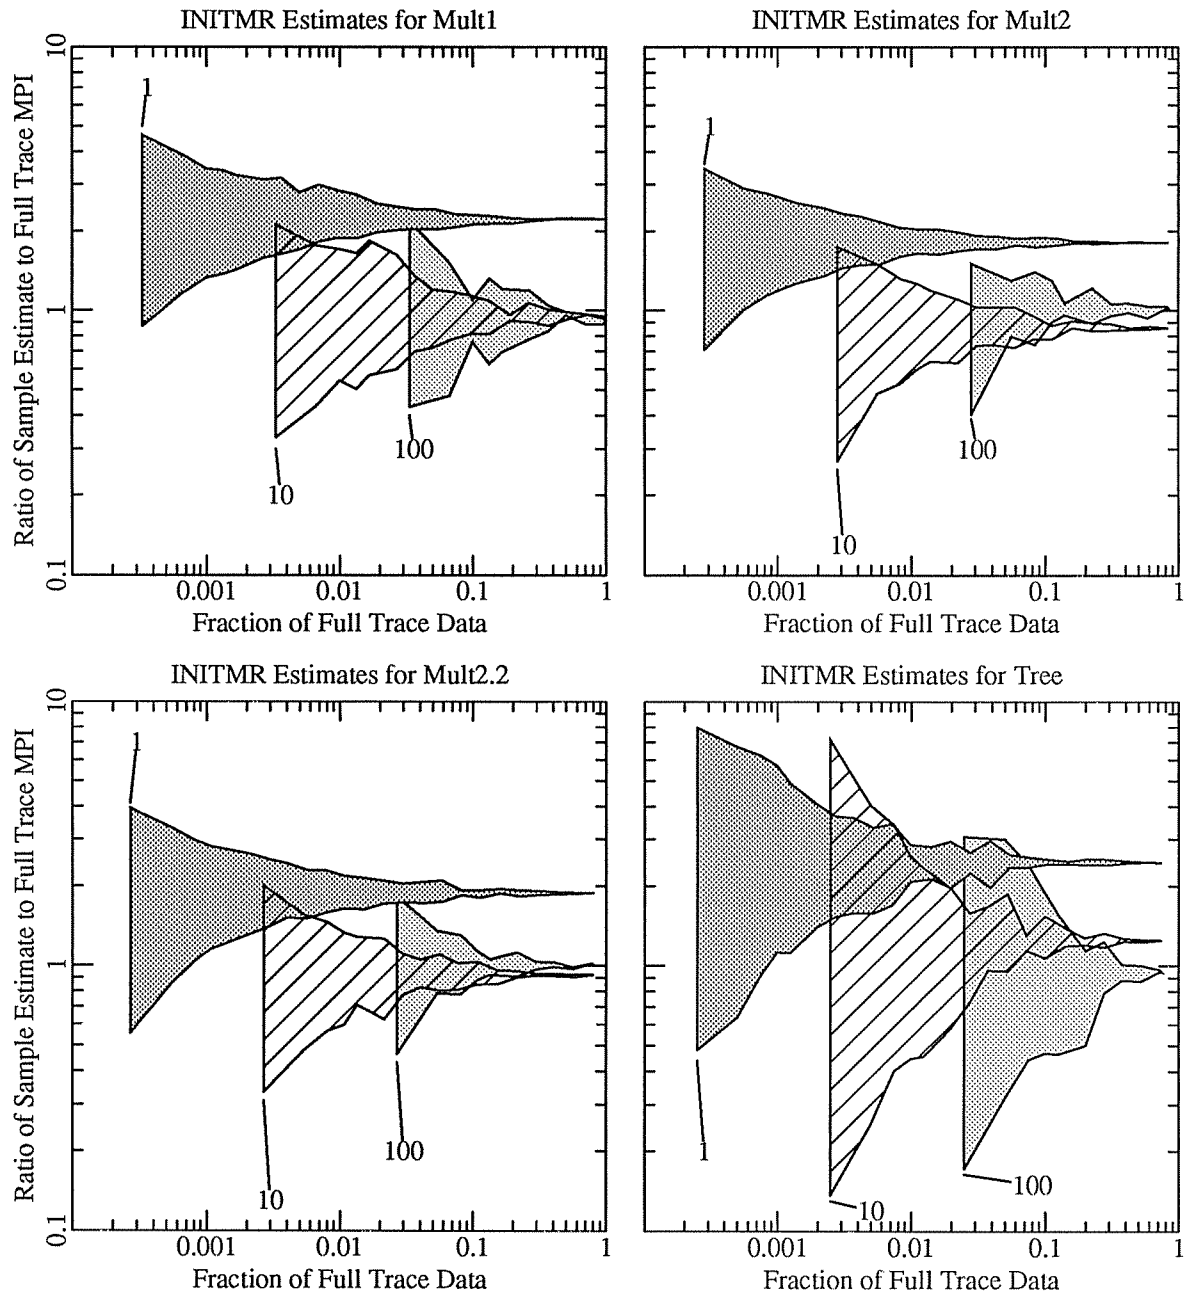 INITMR Estimates for Mult1
INITMR Estimates for Mult2
Ratio of Sample Estimate to Full Trace MPI
10
1
0.1
1
10
100
0.001 0.01 0.1 1
Fraction of Full Trace Data
1
10
100
0.001 0.01 0.1 1
Fraction of Full Trace Data
INITMR Estimates for Mult2.2
INITMR Estimates for Tree
Ratio of Sample Estimate to Full Trace MPI
10
1
0.1
1
10
100
0.001 0.01 0.1 1
Fraction of Full Trace Data
1
10
100
0.001 0.01 0.1 1
Fraction of Full Trace Data